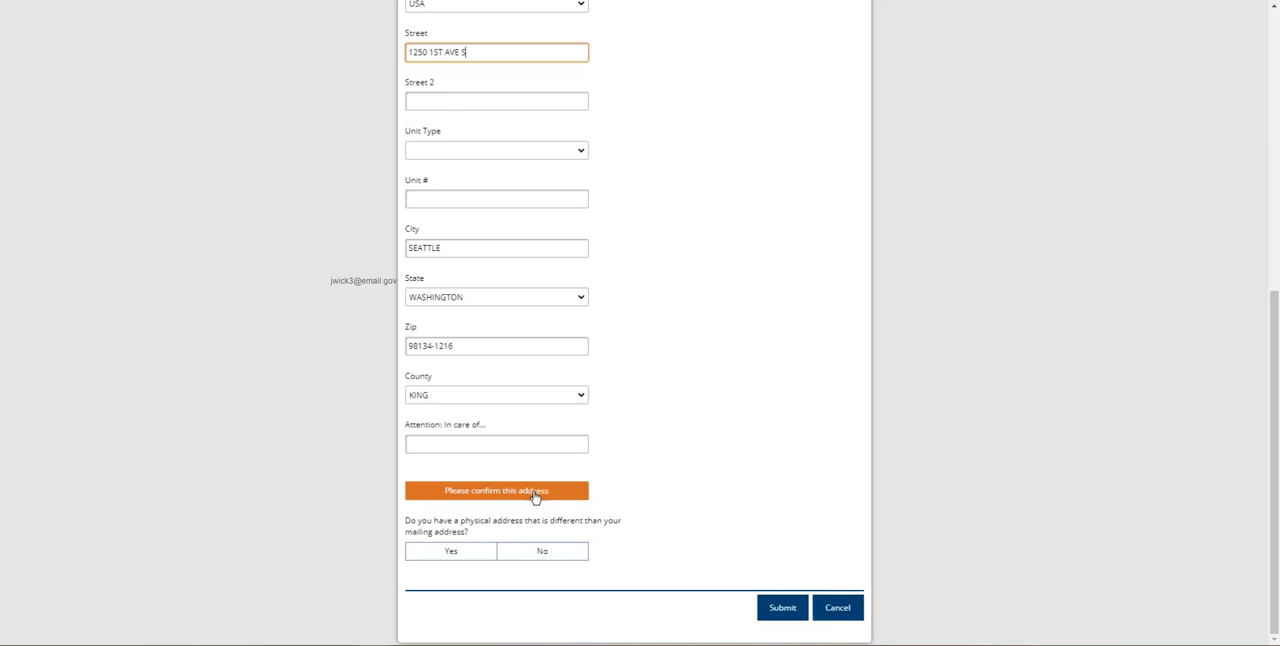 USA
Street
1250 1ST AVE S
Street 2
Unit Type
Unit #
City
SEATTLE
jwick3@email.gov
State
WASHINGTON
Zip
98134-1216
County
KING
Attention: In care of...
Please confirm this address
Do you have a physical address that is different than your
mailing address?
Yes No
Submit Cancel